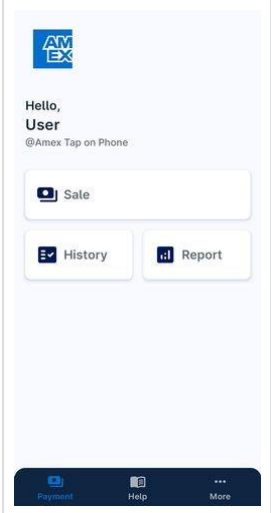 AM
EX
Hello,
User
@Amex Tap on Phone
Sale
History
Report
Payment
Help
More